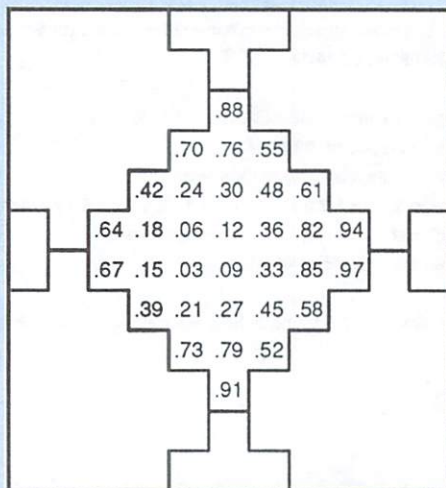 .88
.70 .76 .55
.42 .24 .30 .48 .61
.64 .18 .06 .12 .36 .82 .94
.67 .15 .03 .09 .33 .85 .97
.39 .21 .27 .45 .58
.73 .79 .52
.91